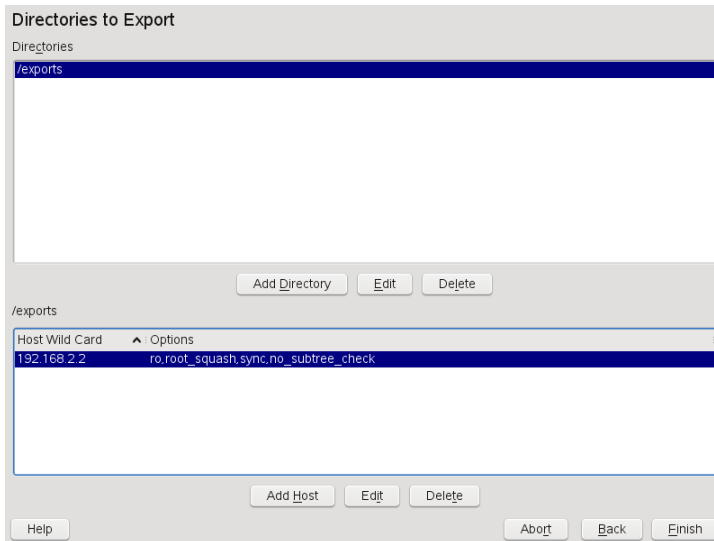 Directories to Export
Directories
/exports
Add Directory Edit Delete
/exports
Host Wild Card Options
192.168.2.2 ro,root_squash,sync,no_subtree_check
Add Host Edit Delete
Help Abort Back Finish